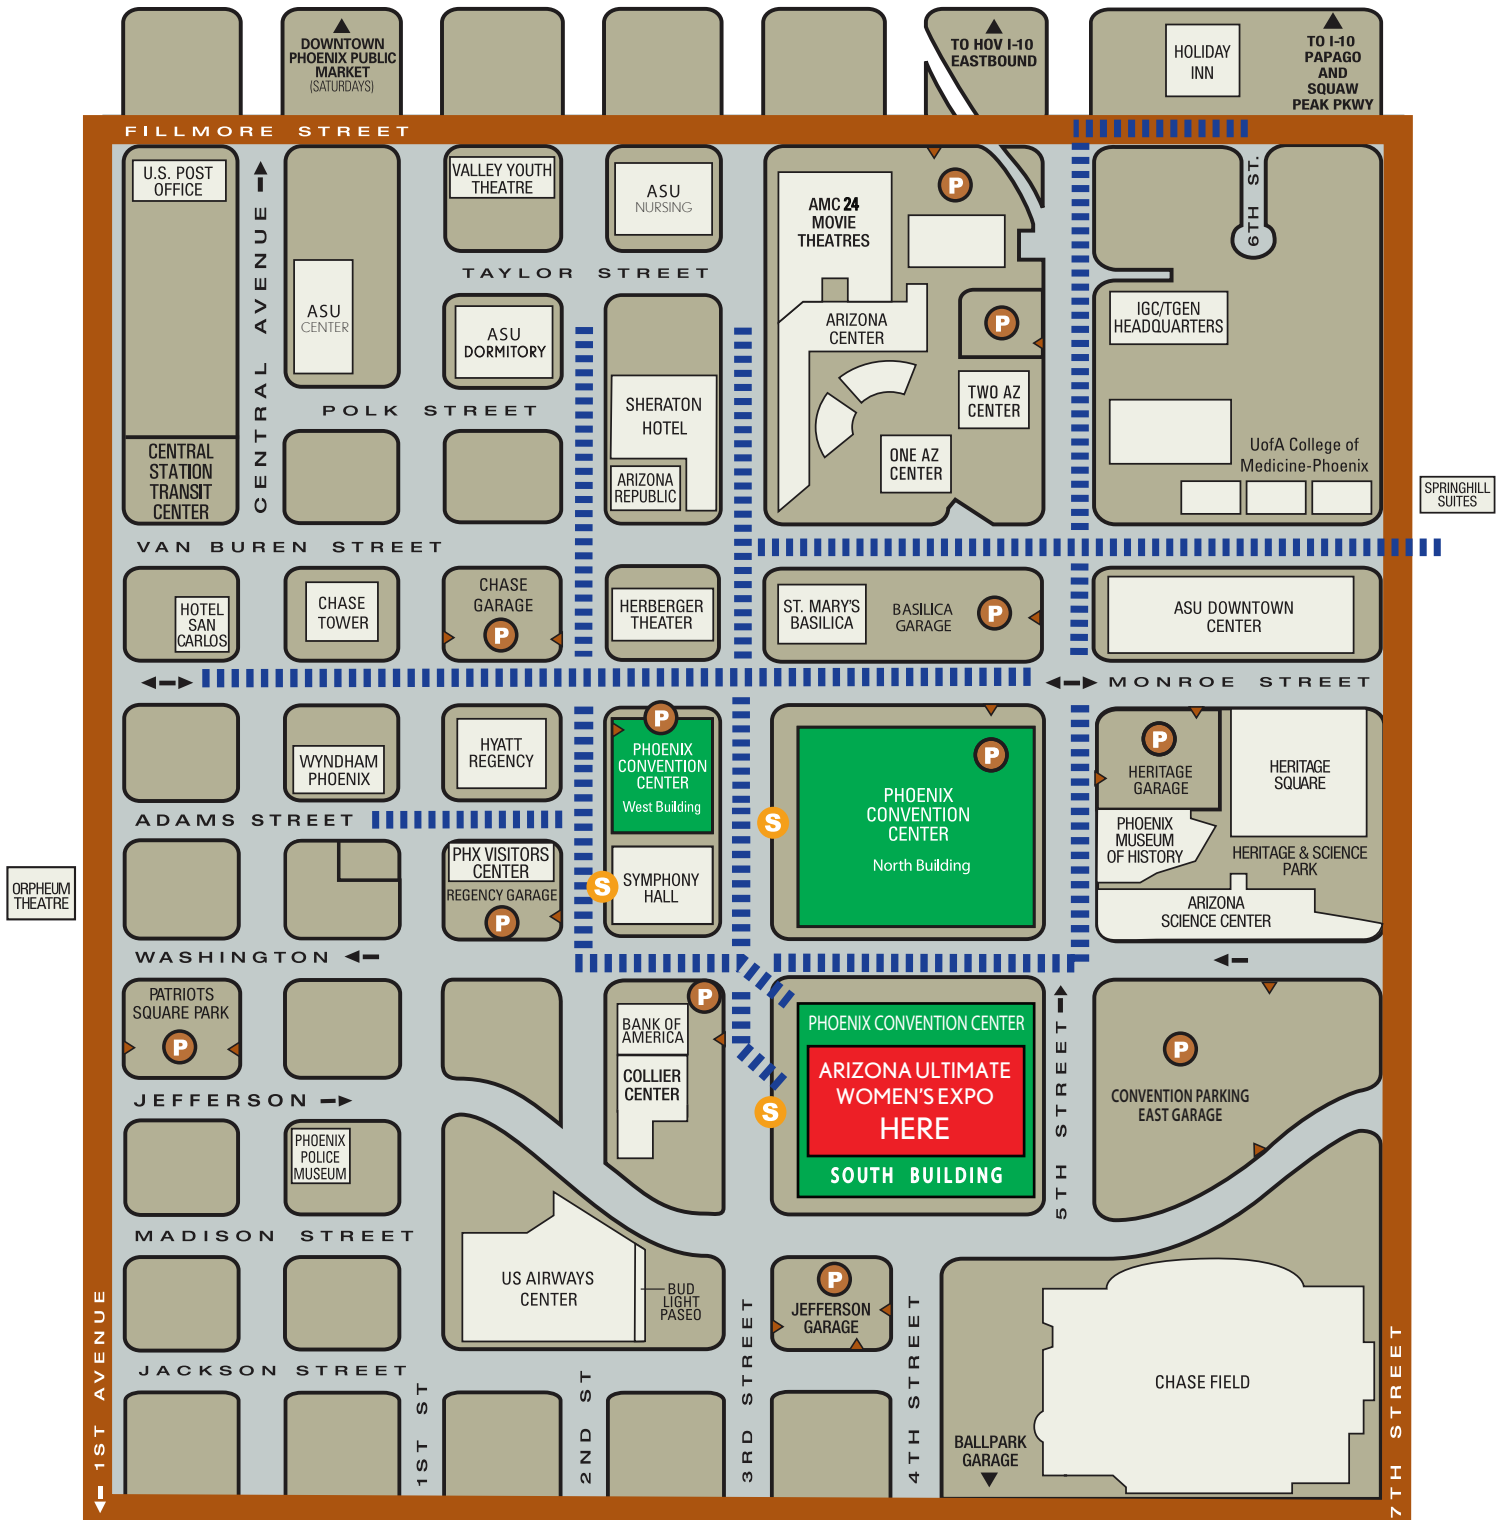 DOWNTOWN
PHOENIX PUBLIC
MARKET
(SATURDAYS)
TO HOV I-10
EASTBOUND
HOLIDAY
INN
TO I-10
PAPAGO
AND
SQUAW
PEAK PKWY
FILLMORE STREET
U.S. POST
OFFICE
CENTRAL AVENUE
VALLEY YOUTH
THEATRE
ASU
NURSING
AMC 24
MOVIE
THEATRES
P
6TH ST.
TAYLOR STREET
ASU
CENTER
ASU
DORMITORY
ARIZONA
CENTER
P
IGC/TGEN
HEADQUARTERS
POLK STREET
SHERATON
HOTEL
TWO AZ
CENTER
ARIZONA
REPUBLIC
ONE AZ
CENTER
UofA College of
Medicine-Phoenix
CENTRAL
STATION
TRANSIT
CENTER
SPRINGHILL
SUITES
VAN BUREN STREET
HOTEL
SAN
CARLOS
CHASE
TOWER
CHASE
GARAGE
P
HERBERGER
THEATER
ST. MARY'S
BASILICA
BASILICA
GARAGE
P
ASU DOWNTOWN
CENTER
MONROE STREET
WYNDHAM
PHOENIX
HYATT
REGENCY
P
PHOENIX
CONVENTION
CENTER
West Building
P
PHOENIX
CONVENTION
CENTER
North Building
P
HERITAGE
GARAGE
HERITAGE
SQUARE
ADAMS STREET
S
PHOENIX
MUSEUM
OF HISTORY
HERITAGE & SCIENCE
PARK
ORPHEUM
THEATRE
PHX VISITORS
CENTER
REGENCY GARAGE
P
S
SYMPHONY
HALL
ARIZONA
SCIENCE CENTER
WASHINGTON
PATRIOTS
SQUARE PARK
P
P
BANK OF
AMERICA
COLLIER
CENTER
PHOENIX CONVENTION CENTER
ARIZONA ULTIMATE
WOMEN'S EXPO
HERE
SOUTH BUILDING
S
5TH STREET
P
CONVENTION PARKING
EAST GARAGE
JEFFERSON
PHOENIX
POLICE
MUSEUM
MADISON STREET
US AIRWAYS
CENTER
BUD
LIGHT
PASEO
P
JEFFERSON
GARAGE
CHASE FIELD
JACKSON STREET
BALLPARK
GARAGE
1ST AVENUE
1ST ST
2ND ST
3RD STREET
4TH STREET
7TH STREET